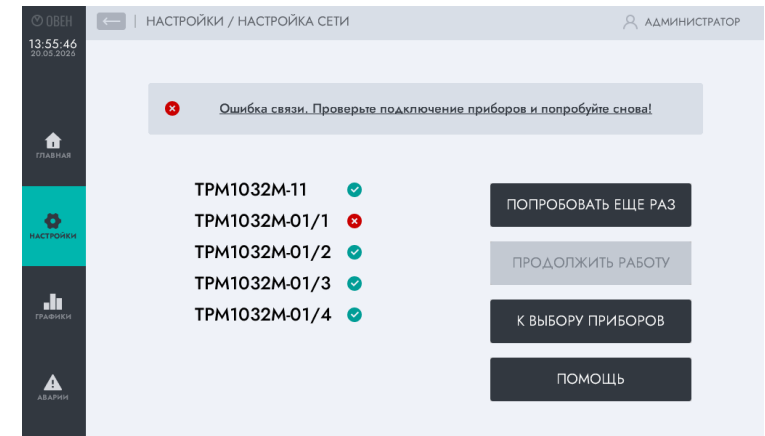 ОВЕН
НАСТРОЙКИ / НАСТРОЙКА СЕТИ
АДМИНИСТРАТОР
13:55:46
20.05.2026
Ошибка связи. Проверьте подключение приборов и попробуйте снова!
ГЛАВНАЯ
НАСТРОЙКИ
ГРАФИКИ
АВАРИИ
ТРМ1032М-11
ТРМ1032М-01/1
ТРМ1032М-01/2
ТРМ1032М-01/3
ТРМ1032М-01/4
ПОПРОБОВАТЬ ЕЩЕ РАЗ
ПРОДОЛЖИТЬ РАБОТУ
К ВЫБОРУ ПРИБОРОВ
ПОМОЩЬ